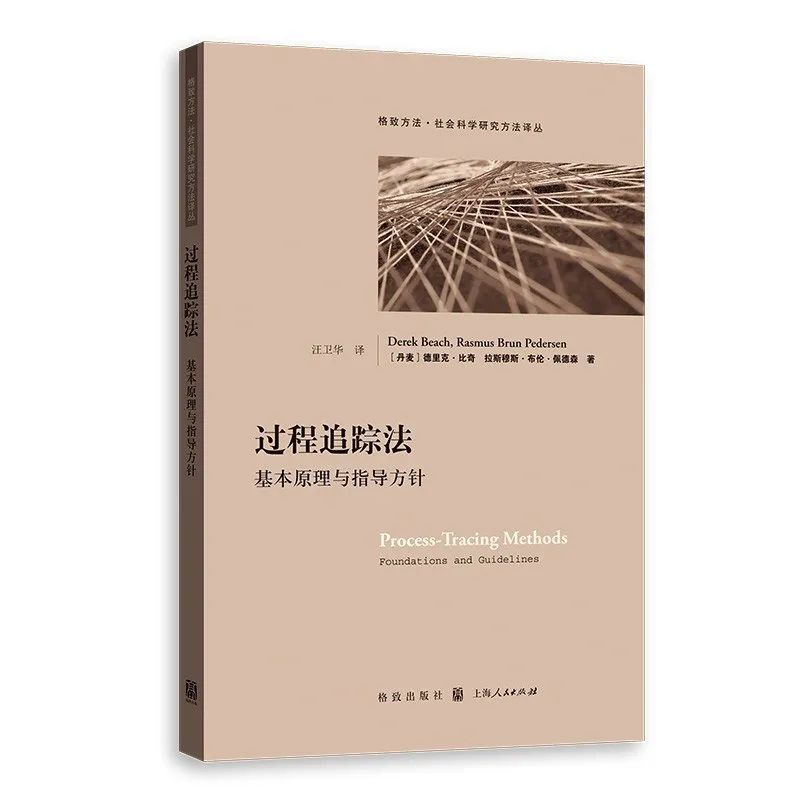 格致方法·社会科学研究方法译丛
Derek Beach, Rasmus Brun Pedersen
汪卫华 译
[丹麦]德里克·比奇 拉斯穆斯·布伦·佩德森 著
过程追踪法
基本原理与指导方针
Process-Tracing Methods
Foundations and Guidelines
格致出版社 上海人民出版社
格致方法·社会科学研究方法译丛
过程追踪法
基本原理与指导方针